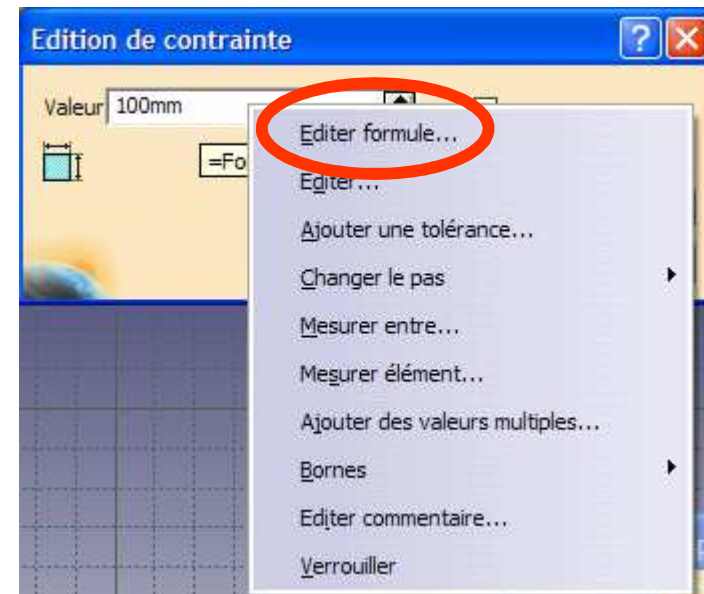 Edition de contrainte
Valeur 100mm
=Fo
Editer formule...
Editer...
Ajouter une tolérance...
Changer le pas
Mesurer entre...
Mesurer élément...
Ajouter des valeurs multiples...
Bornes
Editer commentaire...
Verrouiller